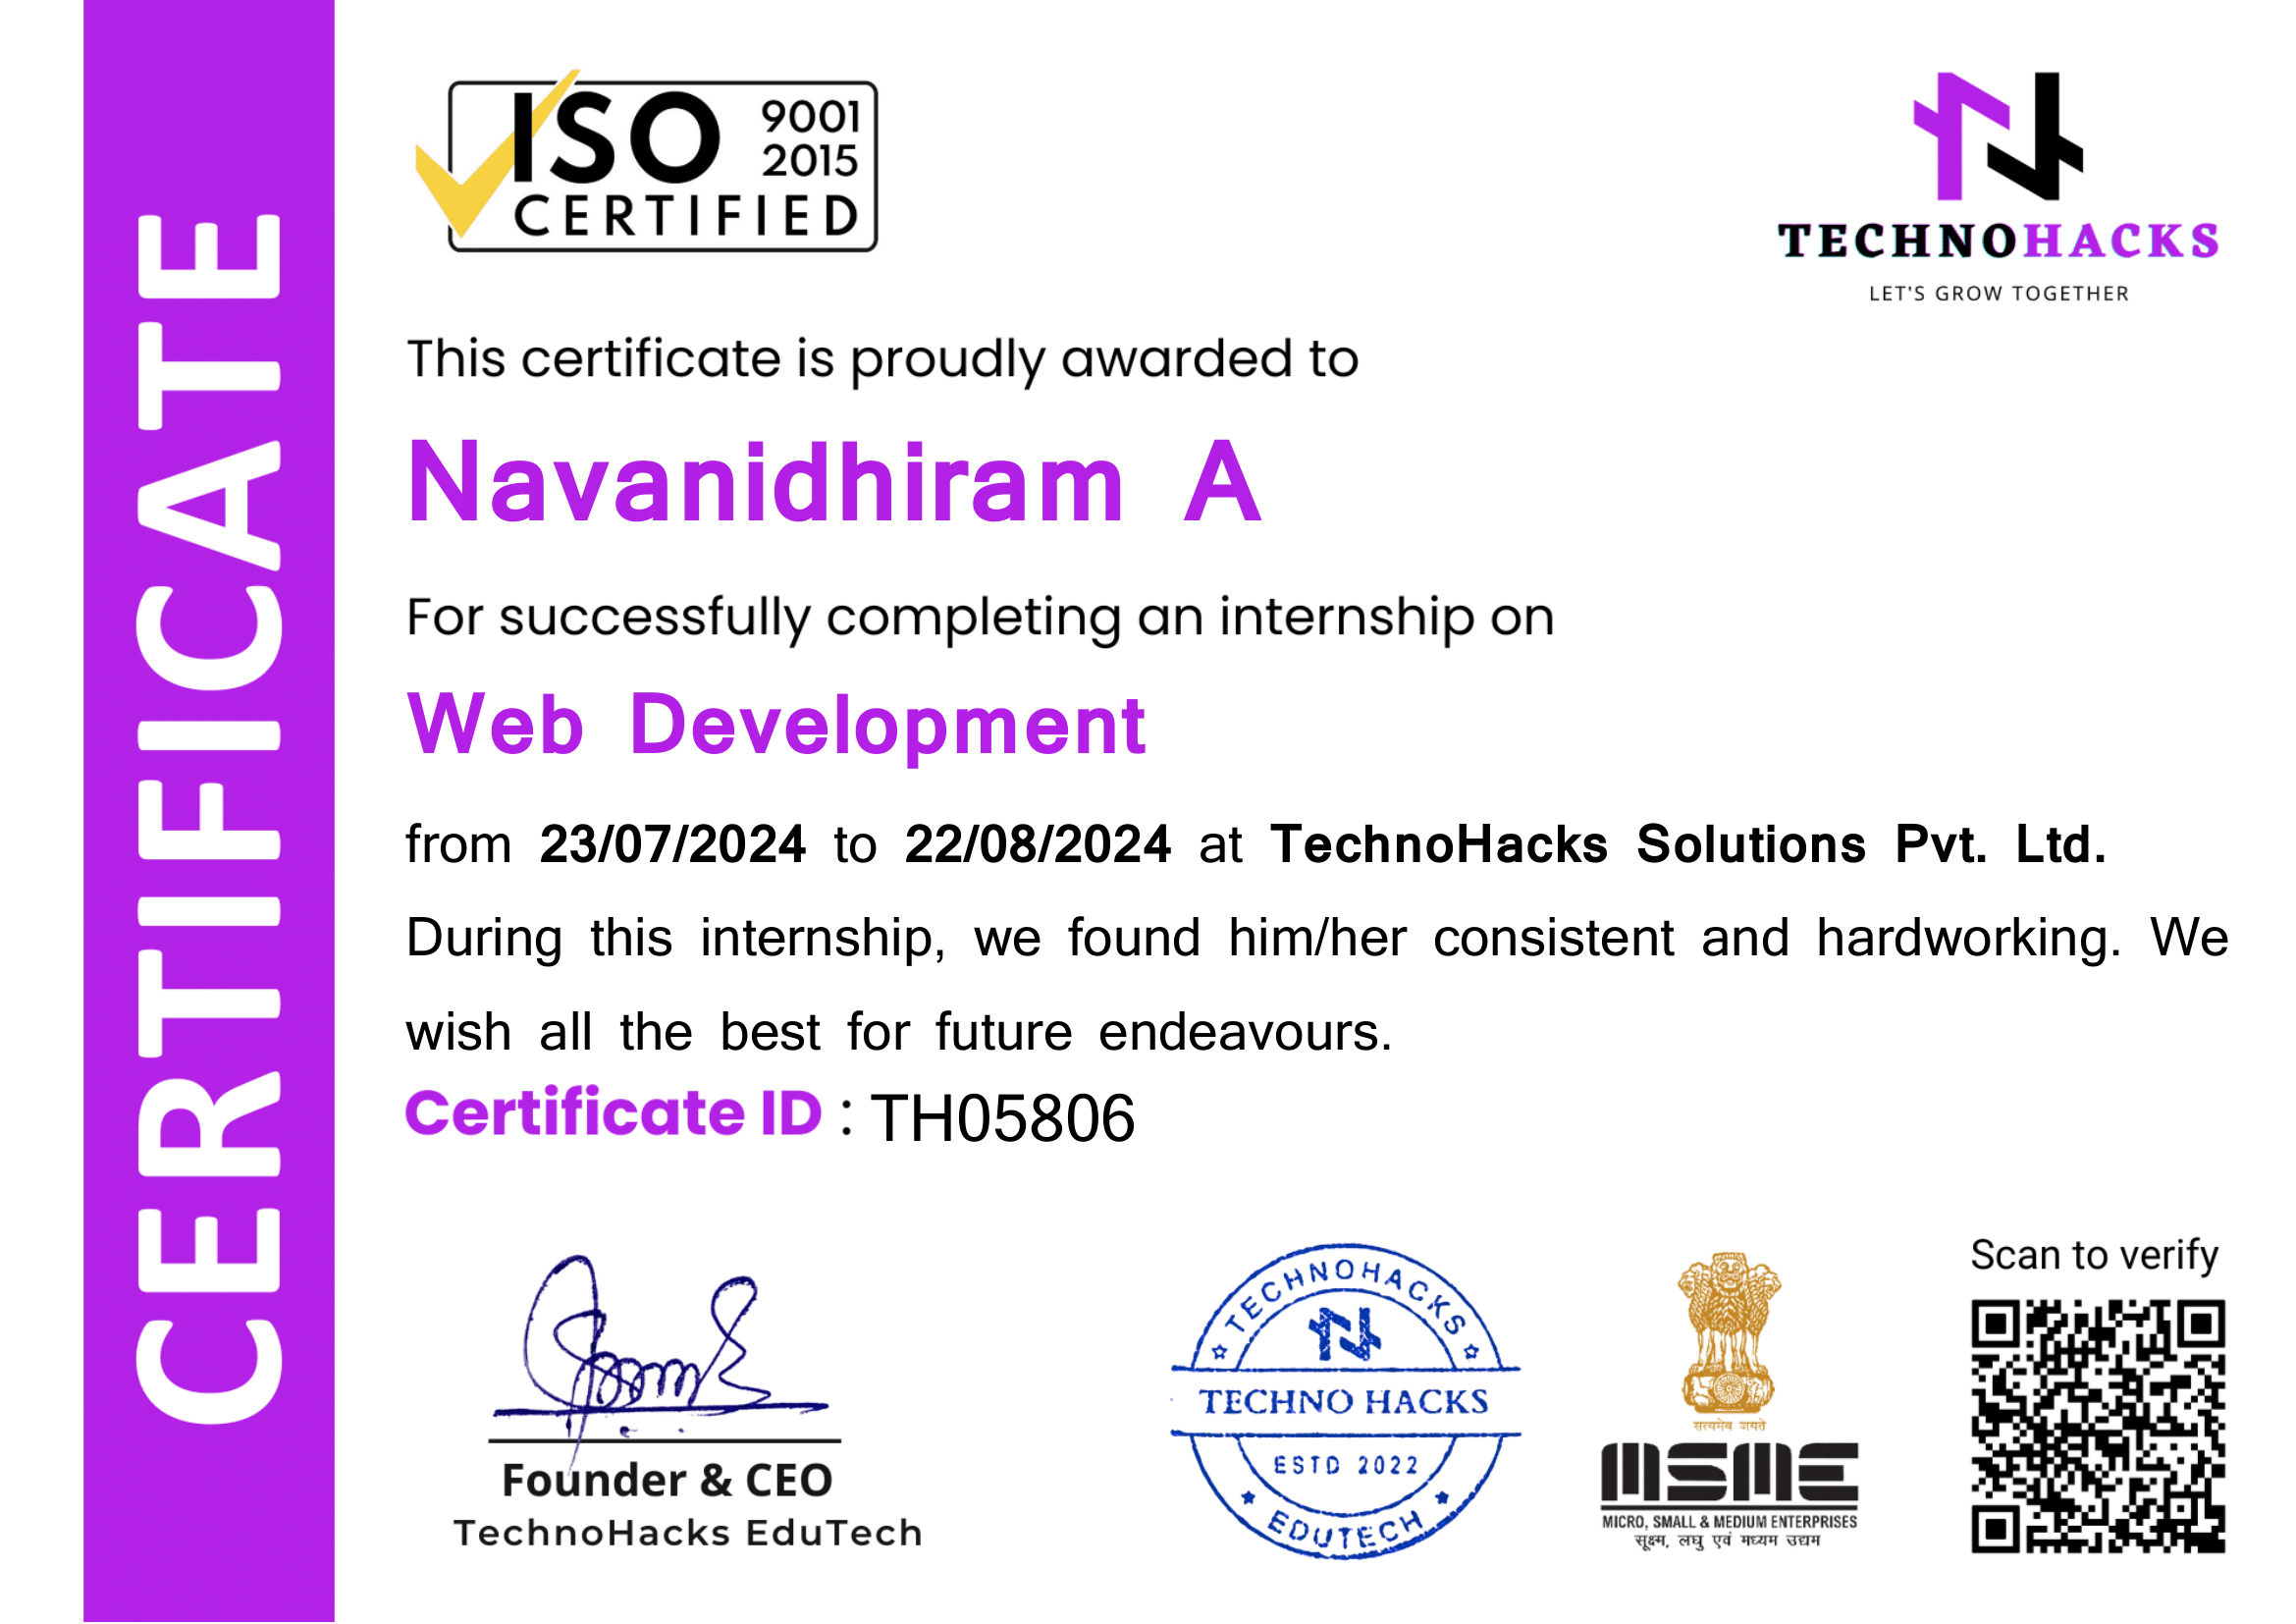 CERTIFICATE
ISO 9001 2015
CERTIFIED
TECHNOHACKS
LET'S GROW TOGETHER
This certificate is proudly awarded to
Navanidhiram A
For successfully completing an internship on
Web Development
from 23/07/2024 to 22/08/2024 at TechnoHacks Solutions Pvt. Ltd.
During this internship, we found him/her consistent and hardworking. We
wish all the best for future endeavours.
Certificate ID : TH05806
Founder & CEO
TechnoHacks EduTech
TECHNOHACKS
TECHNO HACKS
ESTD 2022
EDUTECH
सत्यमेव जयते
MSME
MICRO, SMALL & MEDIUM ENTERPRISES
सूक्ष्म, लघु एवं मध्यम उद्यम
Scan to verify